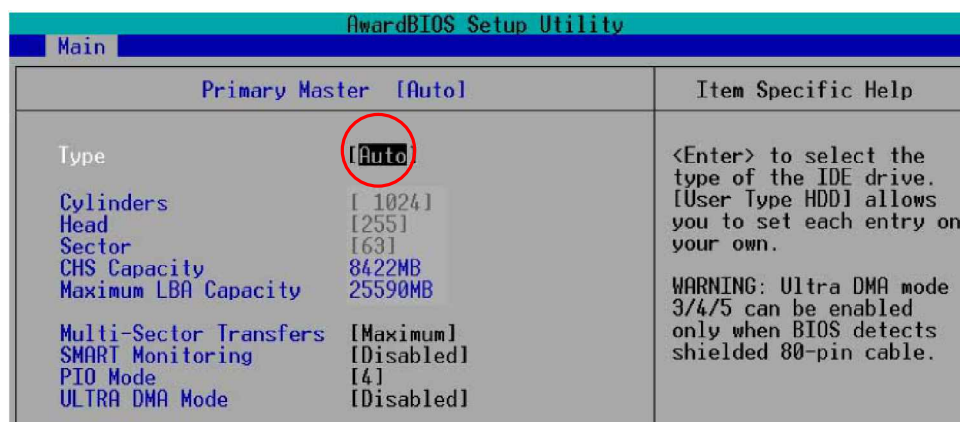 AwardBIOS Setup Utility
Main
Primary Master [Auto]
Item Specific Help
Type [Auto]
Cylinders [ 1024]
Head [255]
Sector [63]
CHS Capacity 8422MB
Maximum LBA Capacity 25590MB
Multi-Sector Transfers [Maximum]
SMART Monitoring [Disabled]
PIO Mode [4]
ULTRA DMA Mode [Disabled]
<Enter> to select the
type of the IDE drive.
[User Type HDD] allows
you to set each entry on
your own.
WARNING: Ultra DMA mode
3/4/5 can be enabled
only when BIOS detects
shielded 80-pin cable.